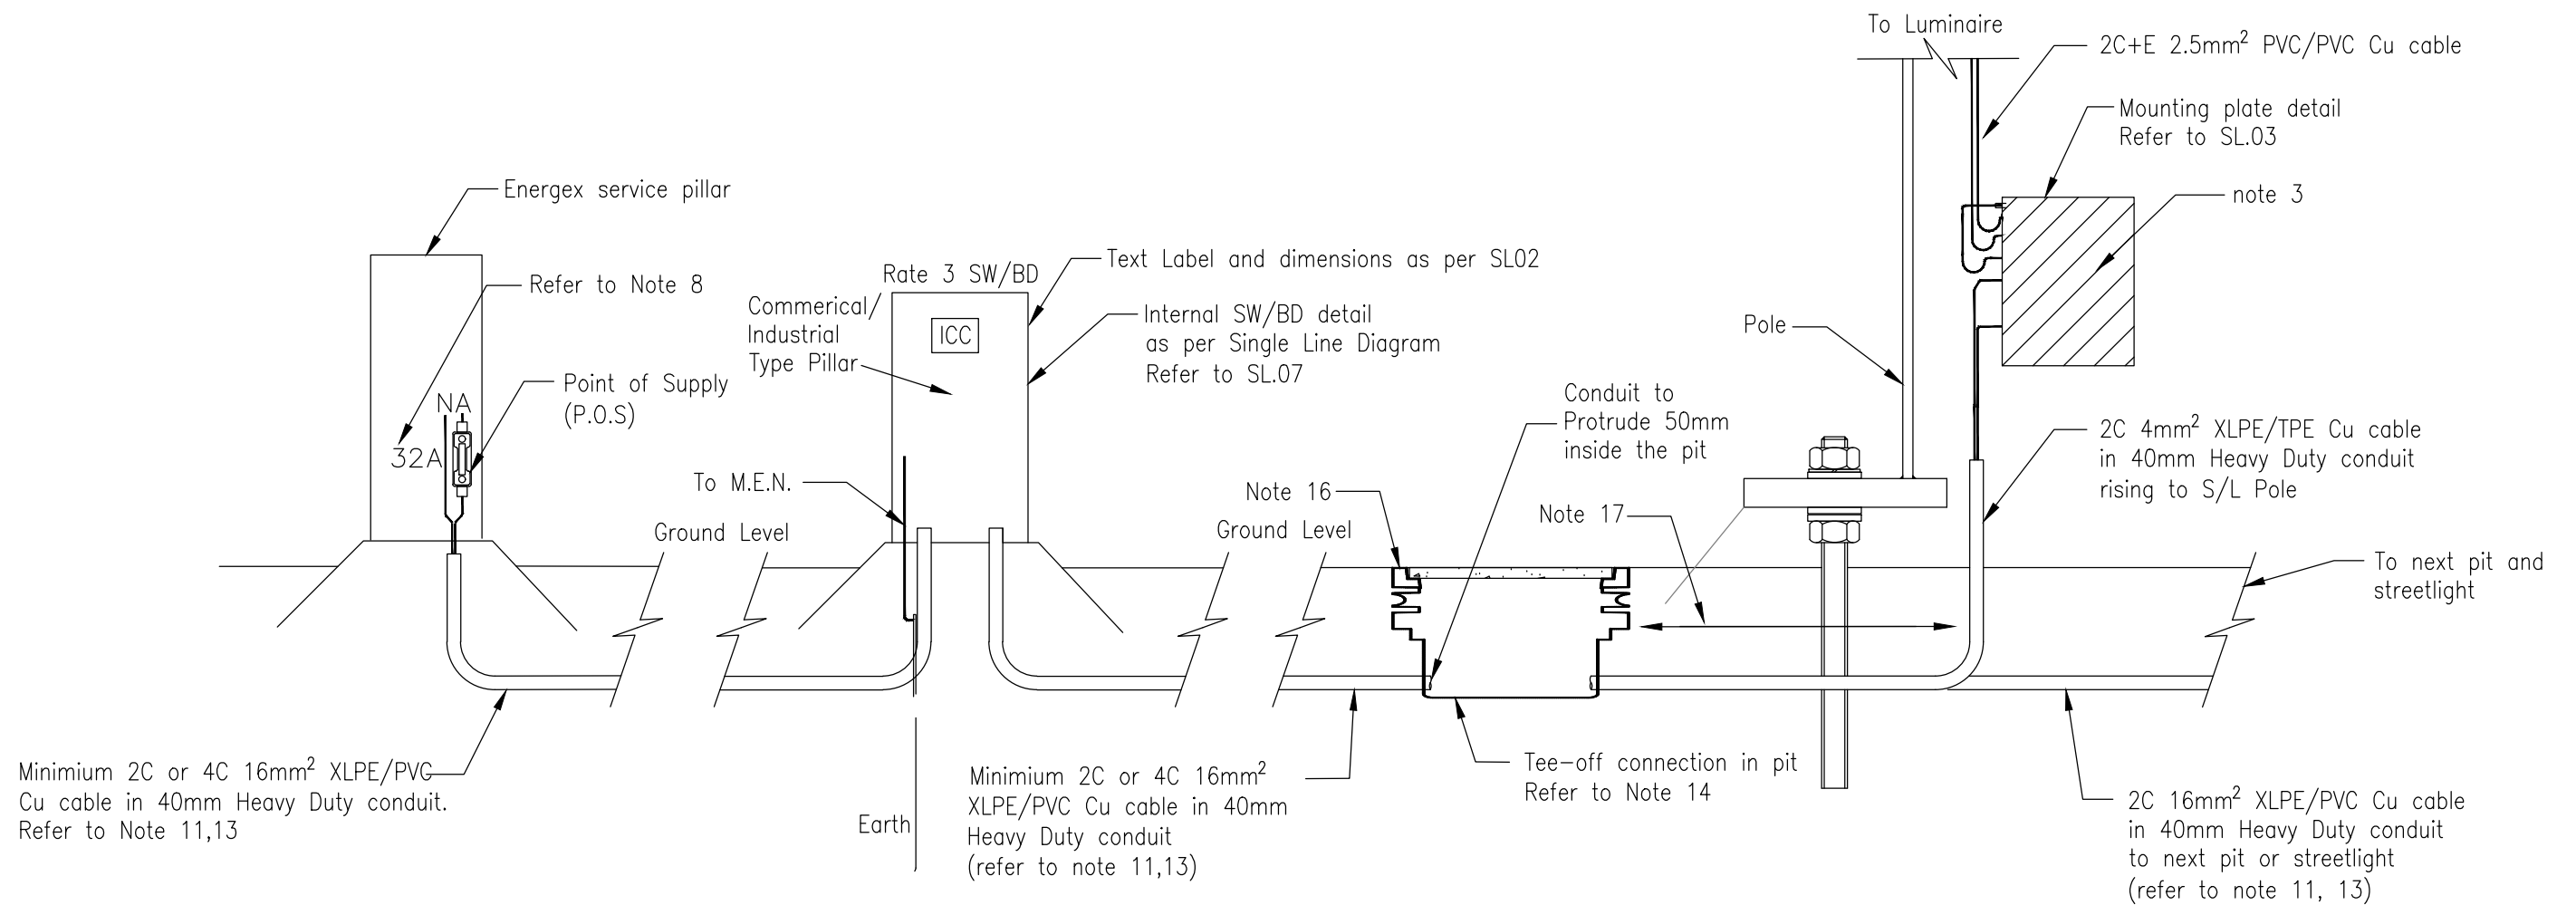 To Luminaire
2C+E 2.5mm² PVC/PVC Cu cable
Mounting plate detail
Refer to SL.03
note 3
Energex service pillar
Refer to Note 8
Point of Supply
(P.O.S)
NA
32A
Rate 3 SW/BD
Commerical/
Industrial
Type Pillar
ICC
Text Label and dimensions as per SL02
Internal SW/BD detail
as per Single Line Diagram
Refer to SL.07
Pole
Conduit to
Protrude 50mm
inside the pit
2C 4mm² XLPE/TPE Cu cable
in 40mm Heavy Duty conduit
rising to S/L Pole
To M.E.N.
Ground Level
Note 16
Ground Level
Note 17
To next pit and
streetlight
Minimium 2C or 4C 16mm² XLPE/PVC
Cu cable in 40mm Heavy Duty conduit.
Refer to Note 11,13
Earth
Minimium 2C or 4C 16mm²
XLPE/PVC Cu cable in 40mm
Heavy Duty conduit
(refer to note 11,13)
Tee-off connection in pit
Refer to Note 14
2C 16mm² XLPE/PVC Cu cable
in 40mm Heavy Duty conduit
to next pit or streetlight
(refer to note 11, 13)